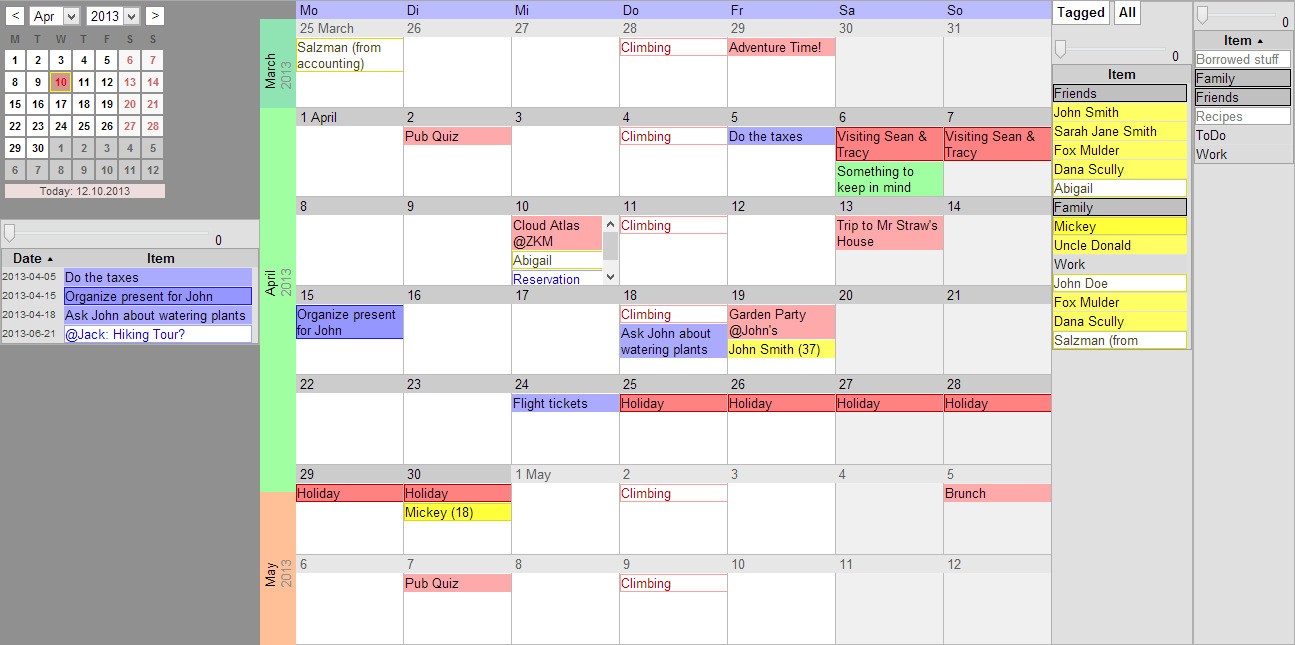 < Apr 2013 >
M T W T F S S
1 2 3 4 5 6 7
8 9 10 11 12 13 14
15 16 17 18 19 20 21
22 23 24 25 26 27 28
29 30 1 2 3 4 5
6 7 8 9 10 11 12
Today: 12.10.2013
0
Date Item
2013-04-05 Do the taxes
2013-04-15 Organize present for John
2013-04-18 Ask John about watering plants
2013-06-21 @Jack: Hiking Tour?
March
2013
April
2013
May
2013
Mo Di Mi Do Fr Sa So
25 March 26 27 28 29 30 31
Salzman (from
accounting)
Climbing
Adventure Time!
1 April 2 3 4 5 6 7
Pub Quiz
Climbing
Do the taxes
Visiting Sean &
Tracy
Something to
keep in mind
Visiting Sean &
Tracy
8 9 10 11 12 13 14
Cloud Atlas
@ZKM
Abigail
Reservation
Climbing
Trip to Mr Straw's
House
15 16 17 18 19 20 21
Organize present
for John
Climbing
Ask John about
watering plants
Garden Party
@John's
John Smith (37)
22 23 24 25 26 27 28
Flight tickets
Holiday
Holiday
Holiday
Holiday
29 30 1 May 2 3 4 5
Holiday
Holiday
Mickey (18)
Climbing
Brunch
6 7 8 9 10 11 12
Pub Quiz
Climbing
Tagged All
0
Item
Friends
John Smith
Sarah Jane Smith
Fox Mulder
Dana Scully
Abigail
Family
Mickey
Uncle Donald
Work
John Doe
Fox Mulder
Dana Scully
Salzman (from
0
Item
Borrowed stuff
Family
Friends
Recipes
ToDo
Work